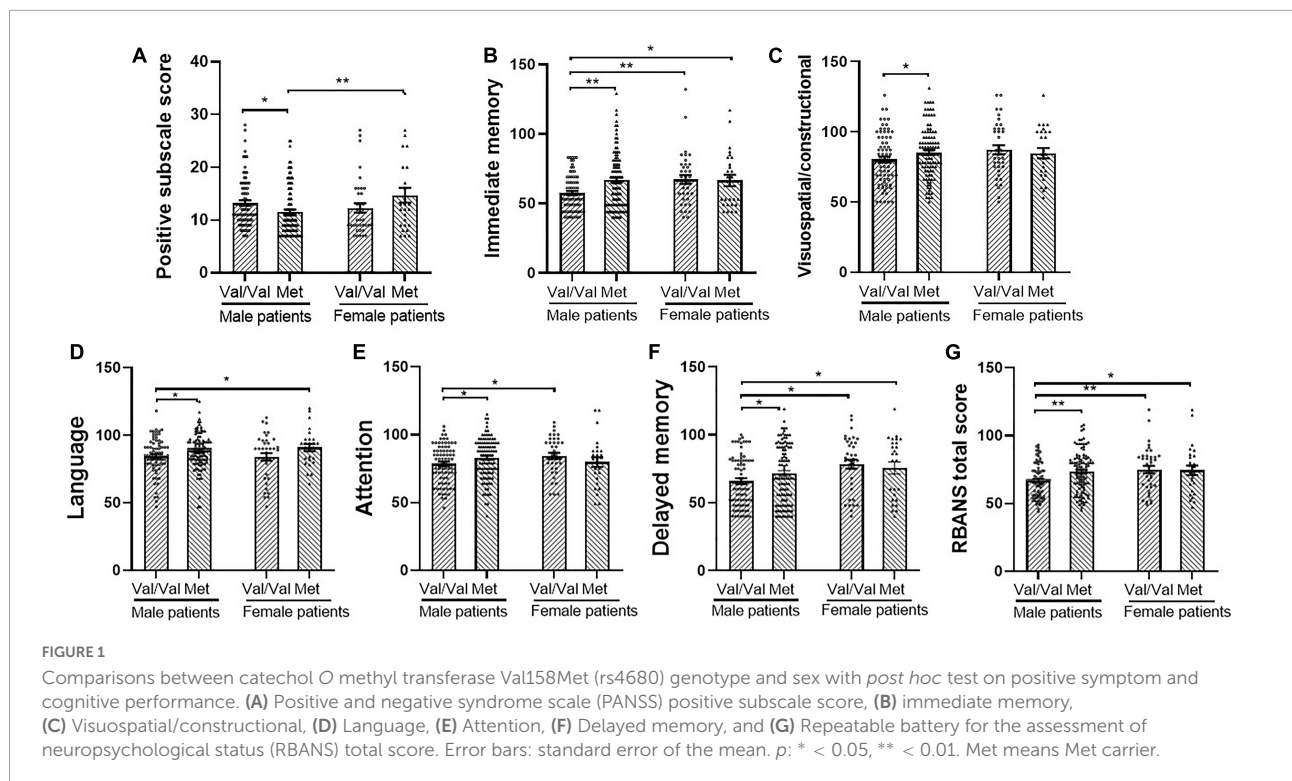 A
Positive subscale score
40
30
20
10
0
*
**
Val/Val Met
Val/Val Met
Male patients
Female patients
B
Immediate memory
150
100
50
0
*
**
**
Val/Val Met
Val/Val Met
Male patients
Female patients
C
Visuospatial/constructional
150
100
50
0
*
Val/Val Met
Val/Val Met
Male patients
Female patients
D
Language
150
100
50
0
*
*
Val/Val Met
Val/Val Met
Male patients
Female patients
E
Attention
150
100
50
0
*
*
Val/Val Met
Val/Val Met
Male patients
Female patients
F
Delayed memory
150
100
50
0
*
*
*
Val/Val Met
Val/Val Met
Male patients
Female patients
G
RBANS total score
150
100
50
0
*
**
**
Val/Val Met
Val/Val Met
Male patients
Female patients
FIGURE 1
Comparisons between catechol O methyl transferase Val158Met (rs4680) genotype and sex with post hoc test on positive symptom and
cognitive performance. (A) Positive and negative syndrome scale (PANSS) positive subscale score, (B) immediate memory,
(C) Visuospatial/constructional, (D) Language, (E) Attention, (F) Delayed memory, and (G) Repeatable battery for the assessment of
neuropsychological status (RBANS) total score. Error bars: standard error of the mean. p: * < 0.05, ** < 0.01. Met means Met carrier.